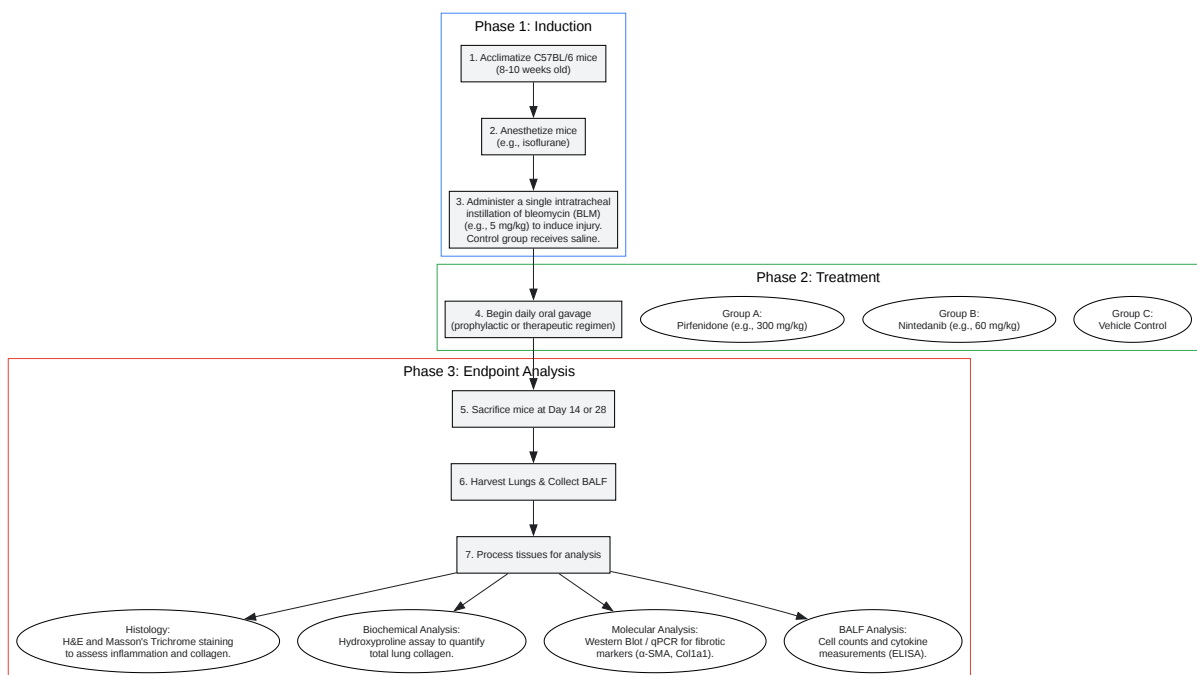 Phase 1: Induction
1. Acclimatize C57BL/6 mice
(8-10 weeks old)
2. Anesthetize mice
(e.g., isoflurane)
3. Administer a single intratracheal
instillation of bleomycin (BLM)
(e.g., 5 mg/kg) to induce injury.
Control group receives saline.
Phase 2: Treatment
4. Begin daily oral gavage
(prophylactic or therapeutic regimen)
Group A:
Pirfenidone (e.g., 300 mg/kg)
Group B:
Nintedanib (e.g., 60 mg/kg)
Group C:
Vehicle Control
Phase 3: Endpoint Analysis
5. Sacrifice mice at Day 14 or 28
6. Harvest Lungs & Collect BALF
7. Process tissues for analysis
Histology:
H&E and Masson's Trichrome staining
to assess inflammation and collagen.
Biochemical Analysis:
Hydroxyproline assay to quantify
total lung collagen.
Molecular Analysis:
Western Blot / qPCR for fibrotic
markers (α-SMA, Col1a1).
BALF Analysis:
Cell counts and cytokine
measurements (ELISA).